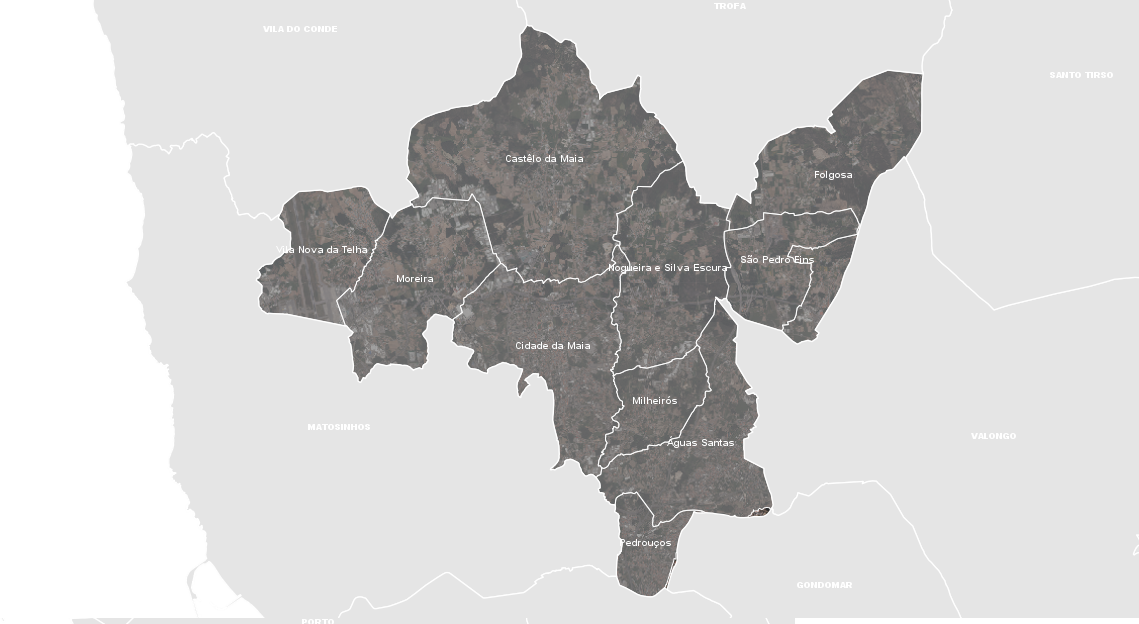 TROFA
VILA DO CONDE
SANTO TIRSO
Castêlo da Maia
Folgosa
Vila Nova da Telha
São Pedro Fins
Nogueira e Silva Escura
Moreira
Cidade da Maia
Milheirós
MATOSINHOS
VALONGO
Águas Santas
Pedrouços
GONDOMAR
PORTO